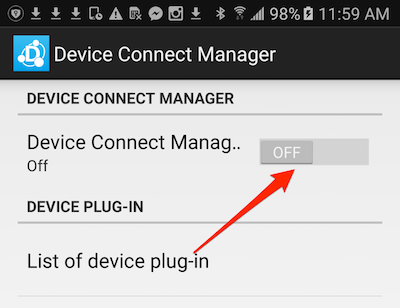 98% 11:59 AM
Device Connect Manager
DEVICE CONNECT MANAGER
Device Connect Manag..
OFF
Off
DEVICE PLUG-IN
List of device plug-in